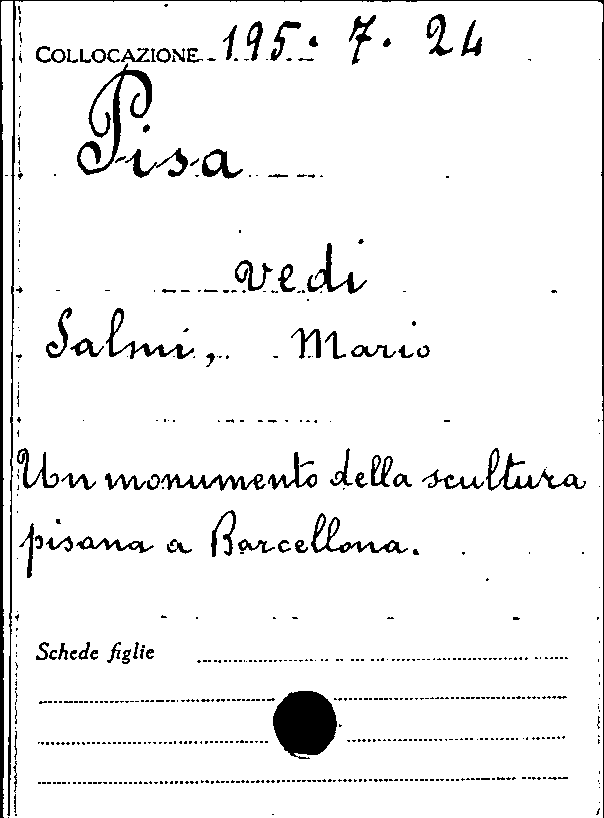 COLLOCAZIONE 195. 7. 24
Pisa
vedi
Salmi, Mario
Un monumento della scultura
pisana a Barcellona.
Schede figlie